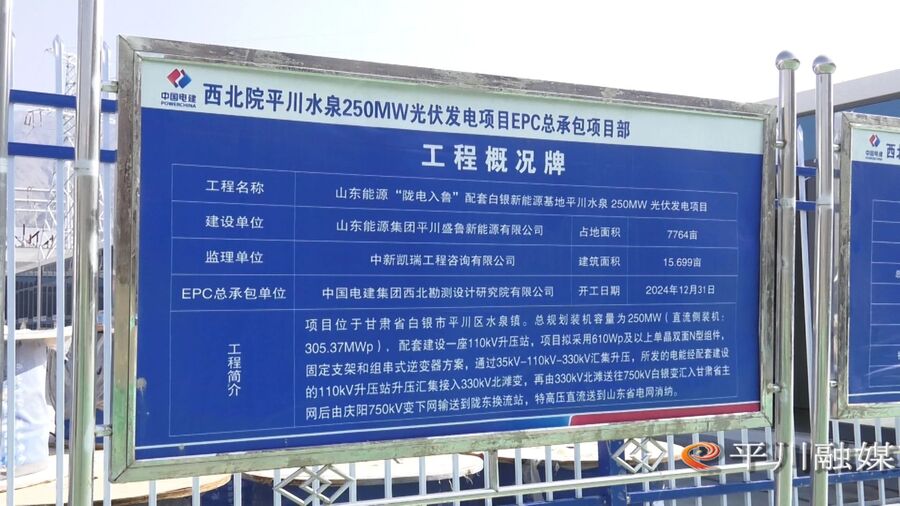 中国电建
POWERCHINA
西北院平川水泉250MW光伏发电项目EPC总承包项目部
工程概况牌
工程名称 山东能源“陇电入鲁”配套白银新能源基地平川水泉 250MW 光伏发电项目
建设单位 山东能源集团平川盛鲁新能源有限公司 占地面积 7764亩
监理单位 中新凯瑞工程咨询有限公司 建筑面积 15.699亩
EPC总承包单位 中国电建集团西北勘测设计研究院有限公司 开工日期 2024年12月31日
工程简介
项目位于甘肃省白银市平川区水泉镇。总规划装机容量为250MW（直流侧装机：
305.37MWp），配套建设一座110kV升压站，项目拟采用610Wp及以上单晶双面N型组件，
固定支架和组串式逆变器方案，通过35kV-110kV-330kV汇集升压，所发的电能经配套建设
的110kV升压站升压汇集接入330kV北滩变，再由330kV北滩送往750kV白银变汇入甘肃省主
网后由庆阳750kV变下网输送到陇东换流站，特高压直流送到山东省电网消纳。
中国电建
POWERCHINA
西北
平川融媒